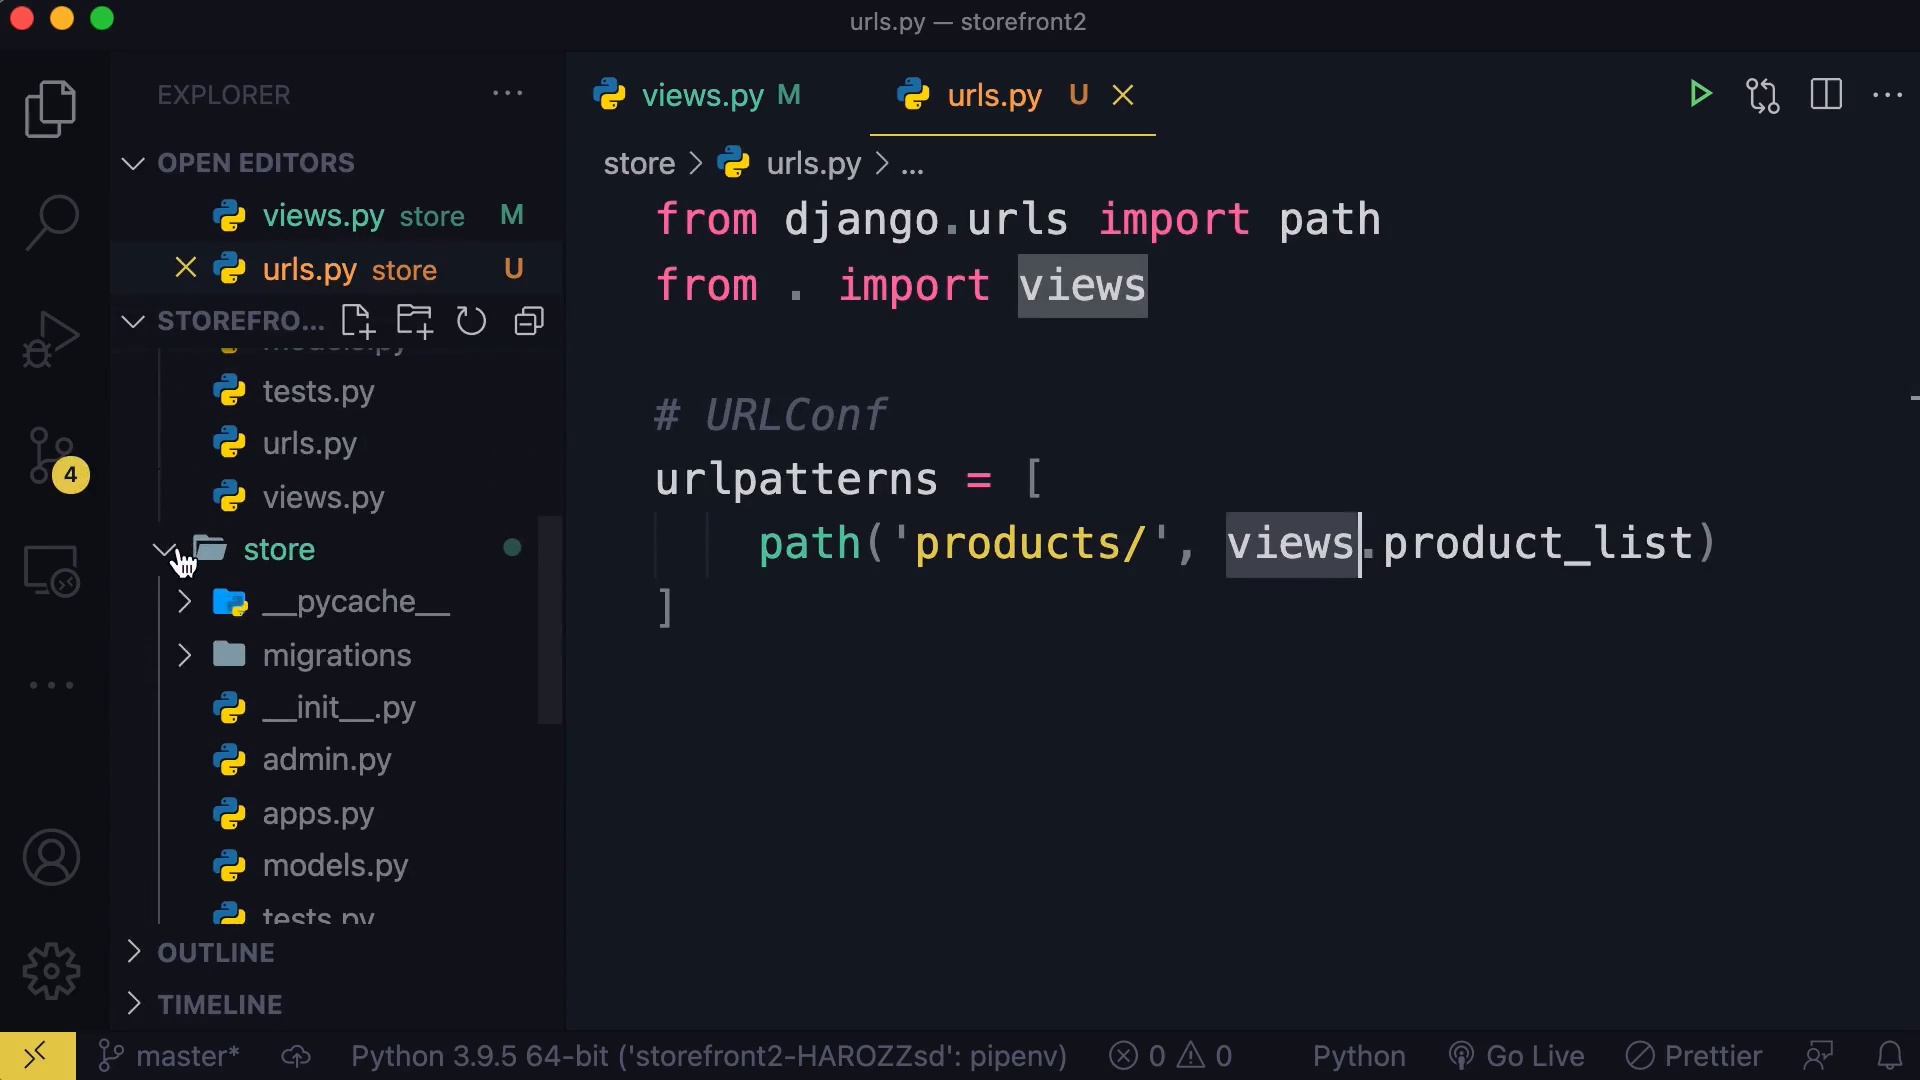 urls.py — storefront2
EXPLORER
OPEN EDITORS
views.py store M
urls.py store U
STOREFRO...
models.py
tests.py
urls.py
views.py
store
__pycache__
migrations
__init__.py
admin.py
apps.py
models.py
tests.py
OUTLINE
TIMELINE
4
views.py M
urls.py U
store > urls.py > ...
from django.urls import path
from . import views
# URLConf
urlpatterns = [
path('products/', views.product_list)
]
master* Python 3.9.5 64-bit ('storefront2-HAROZZsd': pipenv) 0 0 Python Go Live Prettier